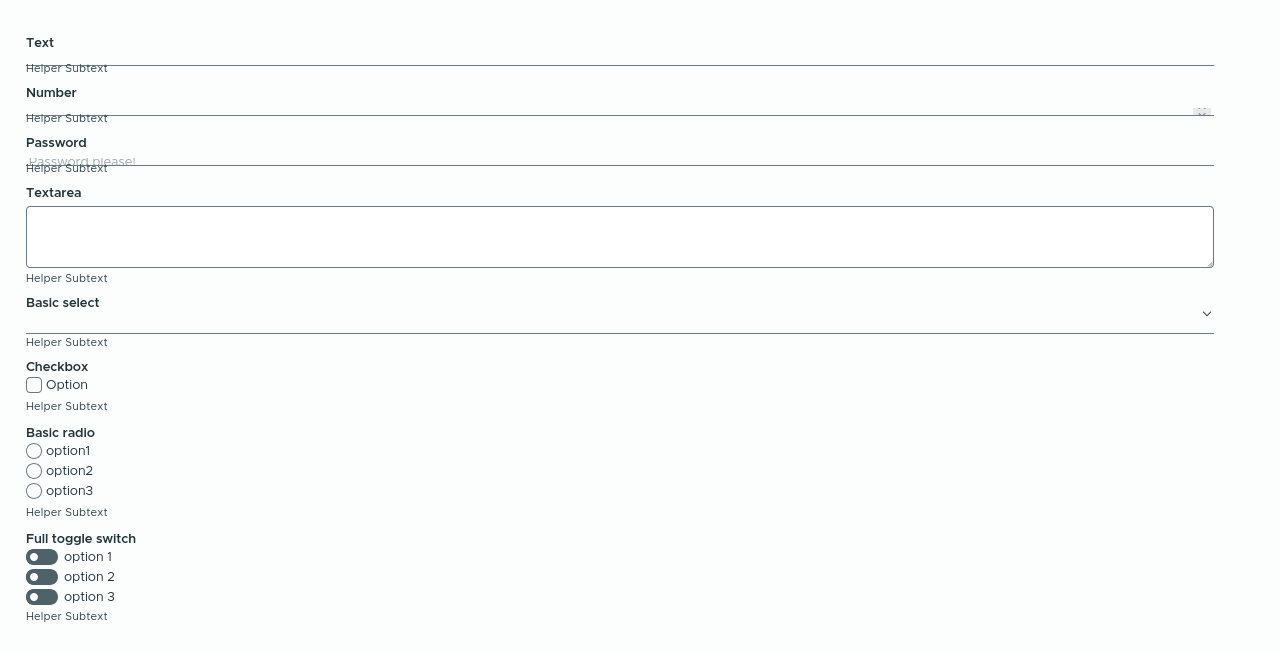 Text
Helper Subtext
Number
Helper Subtext
Password
Password please!
Helper Subtext
Textarea
Helper Subtext
Basic select
Helper Subtext
Checkbox
Option
Helper Subtext
Basic radio
option1
option2
option3
Helper Subtext
Full toggle switch
option 1
option 2
option 3
Helper Subtext